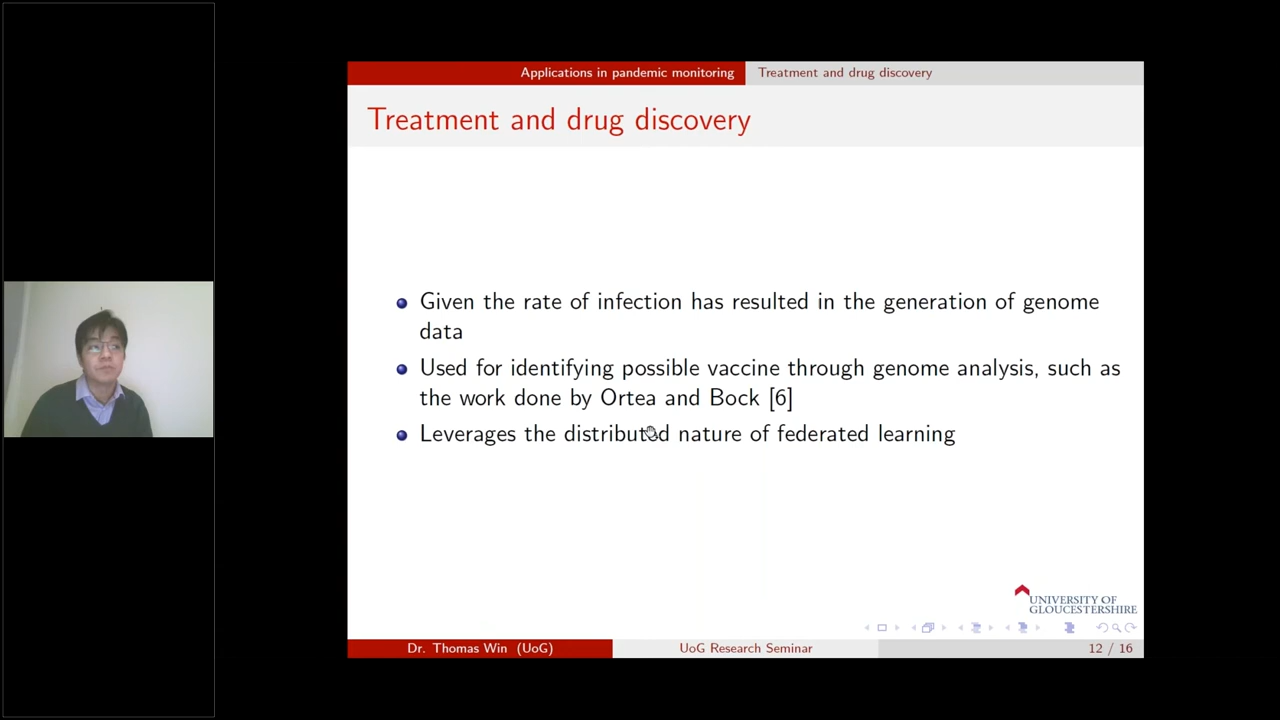 Applications in pandemic monitoring Treatment and drug discovery
Treatment and drug discovery
Given the rate of infection has resulted in the generation of genome
data
Used for identifying possible vaccine through genome analysis, such as
the work done by Ortea and Bock [6]
Leverages the distributed nature of federated learning
UNIVERSITY OF
GLOUCESTERSHIRE
Dr. Thomas Win (UoG) UoG Research Seminar 12 / 16